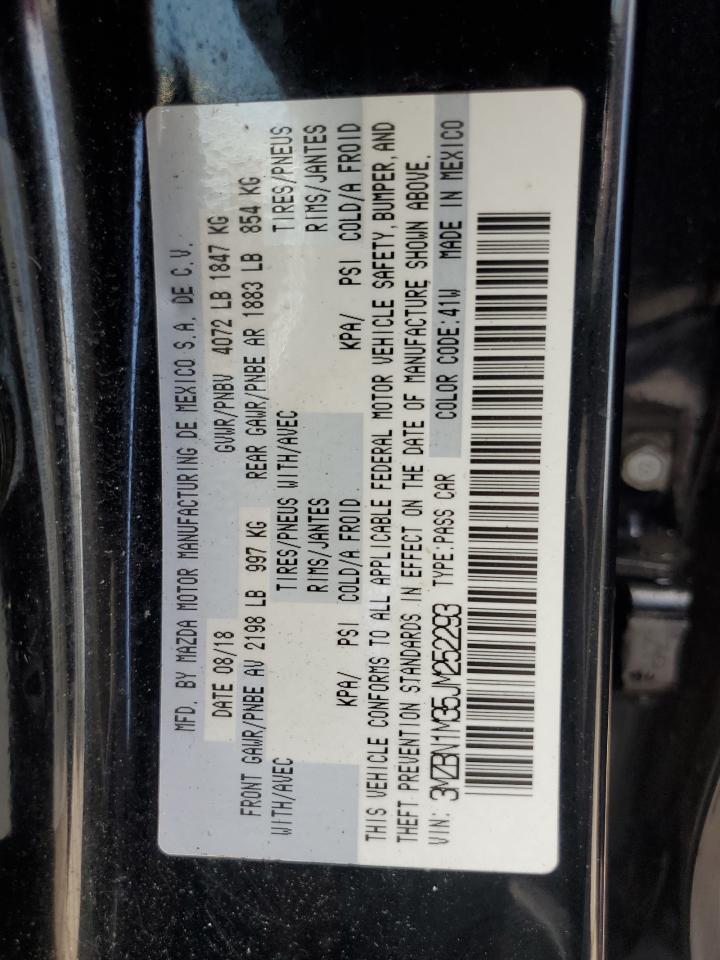 MFD. BY MAZDA MOTOR MANUFACTURING DE MEXICO S.A. DE C.V.
DATE 08/18 GVWR/PNBV 4072 LB 1847 KG
FRONT GAWR/PNBE AV 2198 LB 997 KG REAR GAWR/PNBE AR 1883 LB 854 KG
WITH/AVEC TIRES/PNEUS WITH/AVEC TIRES/PNEUS
RIMS/JANTES RIMS/JANTES
KPA/ PSI COLD/A FROID KPA/ PSI COLD/A FROID
THIS VEHICLE CONFORMS TO ALL APPLICABLE FEDERAL MOTOR VEHICLE SAFETY, BUMPER, AND
THEFT PREVENTION STANDARDS IN EFFECT ON THE DATE OF MANUFACTURE SHOWN ABOVE.
VIN: 3MZBN1M35JM252293 TYPE:PASS CAR COLOR CODE:41W MADE IN MEXICO